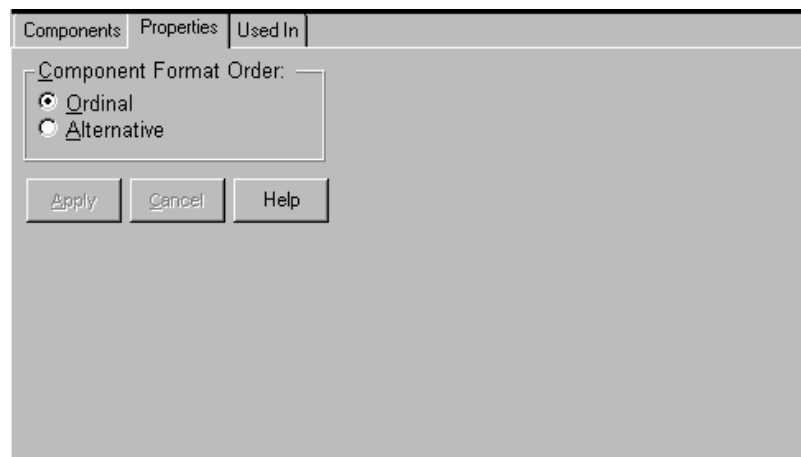 Components Properties Used In
Component Format Order:
Ordinal
Alternative
Apply Cancel Help